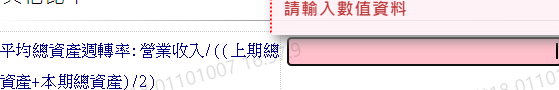 請輸入數值資料
平均總資產週轉率:營業收入/((上期總
資產+本期總資產)/2)
01101007